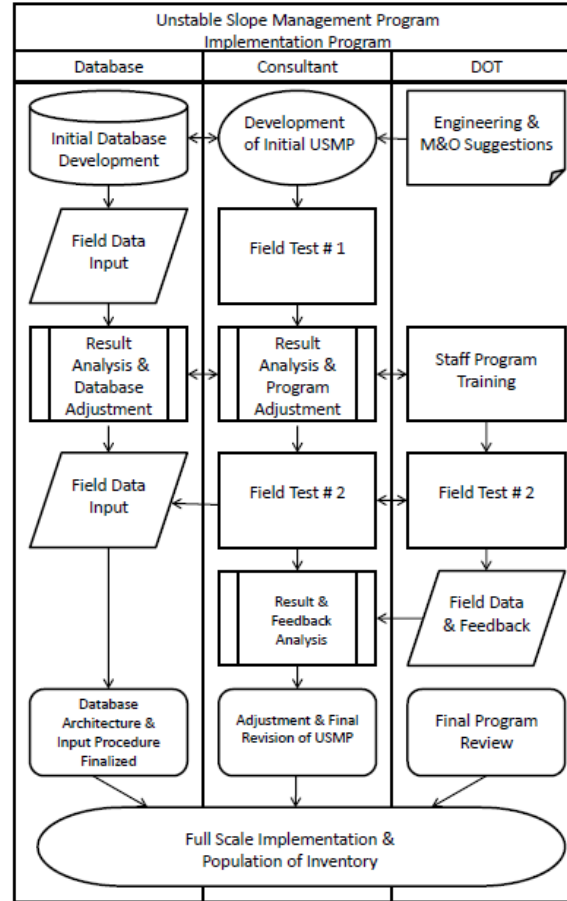 Unstable Slope Management Program
Implementation Program
Database
Consultant
DOT
Initial Database
Development
Development
of Initial USMP
Engineering &
M&O Suggestions
Field Data
Input
Field Test # 1
Result
Analysis &
Database
Adjustment
Result
Analysis &
Program
Adjustment
Staff Program
Training
Field Data
Input
Field Test # 2
Field Test # 2
Result &
Feedback
Analysis
Field Data
& Feedback
Database
Architecture &
Input Procedure
Finalized
Adjustment & Final
Revision of USMP
Final Program
Review
Full Scale Implementation &
Population of Inventory